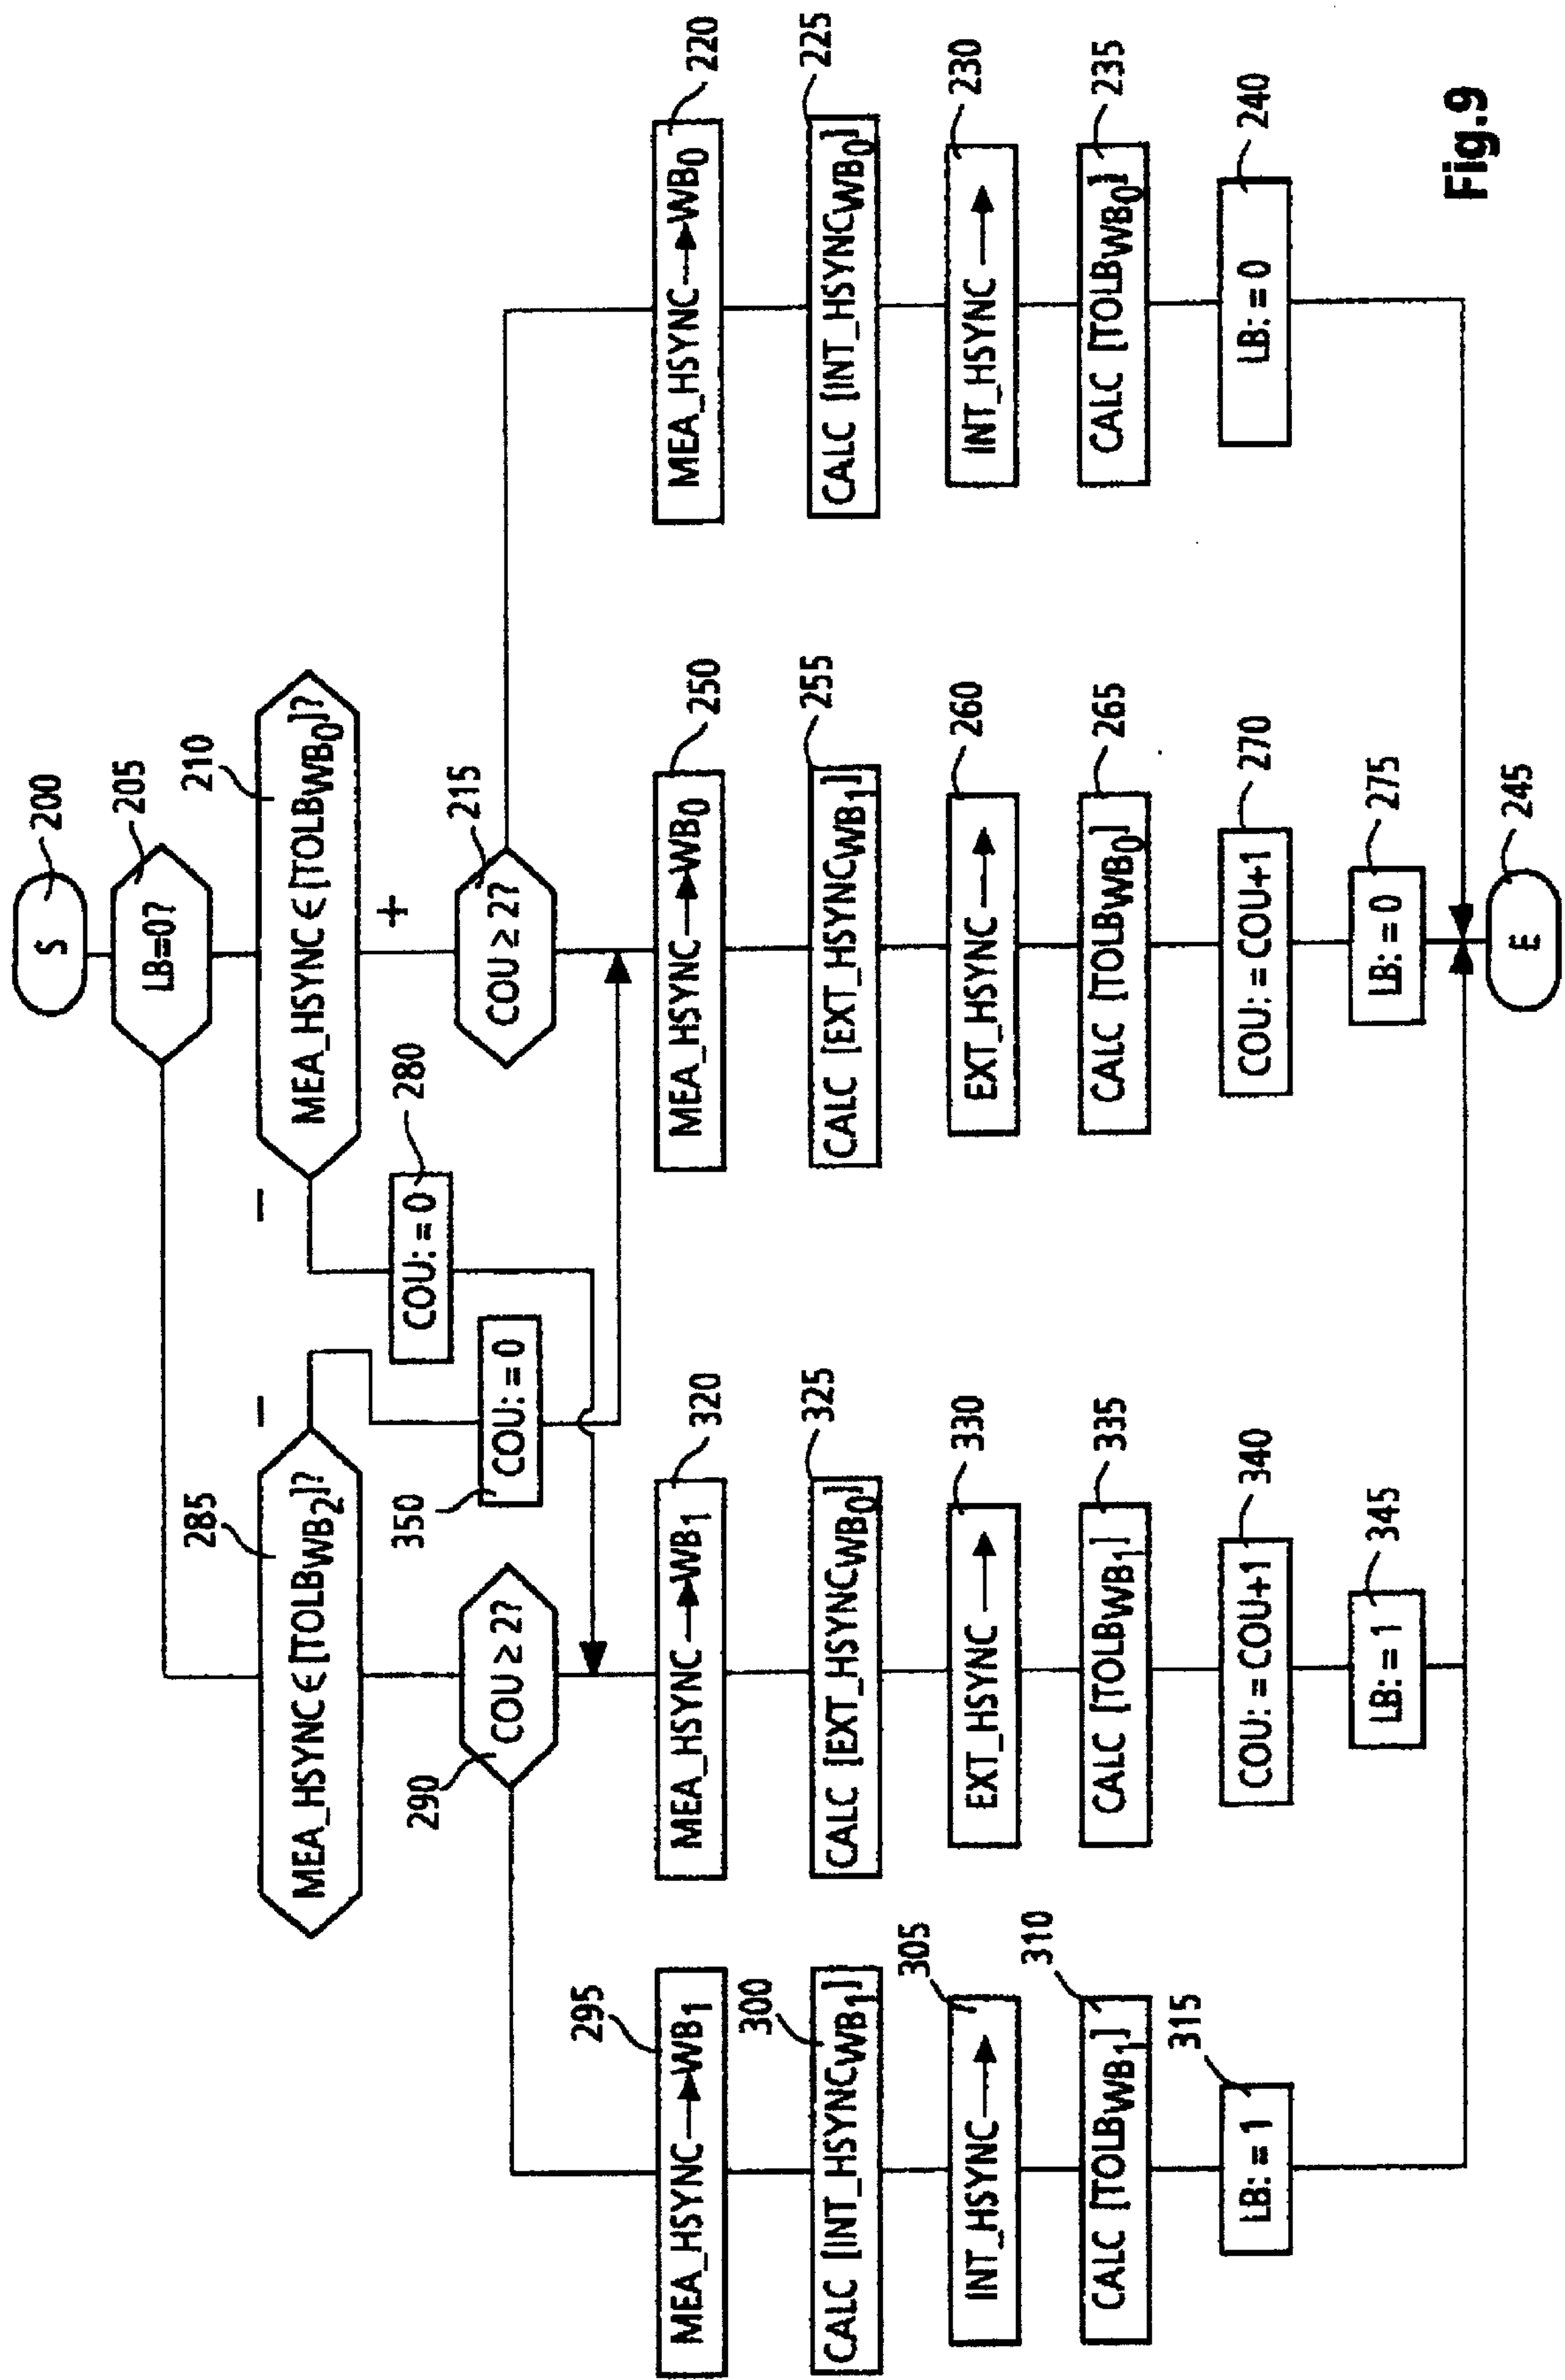 S
200
LB=0?
205
MEA_HSYNC ∈ [TOLBWB2]?
285
MEA_HSYNC ∈ [TOLBWB0]?
210
–
–
+
COU: = 0
280
COU: = 0
350
COU ≥ 2?
290
COU ≥ 2?
215
MEA_HSYNC→WB1
295
MEA_HSYNC→WB1
320
MEA_HSYNC→WB0
250
MEA_HSYNC→WB0
220
CALC [INT_HSYNCWB1]
300
CALC [EXT_HSYNCWB0]
325
CALC [EXT_HSYNCWB1]
255
CALC [INT_HSYNCWB0]
225
INT_HSYNC →
305
EXT_HSYNC →
330
EXT_HSYNC →
260
INT_HSYNC →
230
CALC [TOLBWB1]
310
CALC [TOLBWB1]
335
CALC [TOLBWB0]
265
CALC [TOLBWB0]
235
LB: = 1
315
COU: = COU+1
340
COU: = COU+1
270
LB: = 0
240
LB: = 1
345
LB: = 0
275
E
245
Fig.9